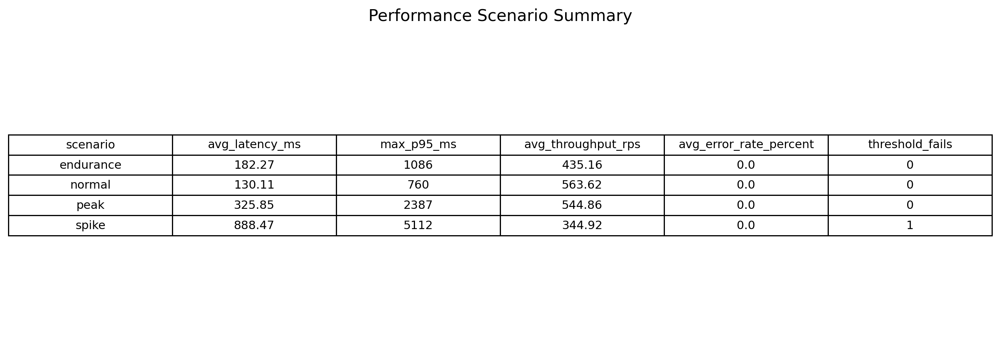 Performance Scenario Summary
scenario avg_latency_ms max_p95_ms avg_throughput_rps avg_error_rate_percent threshold_fails
endurance 182.27 1086 435.16 0.0 0
normal 130.11 760 563.62 0.0 0
peak 325.85 2387 544.86 0.0 0
spike 888.47 5112 344.92 0.0 1